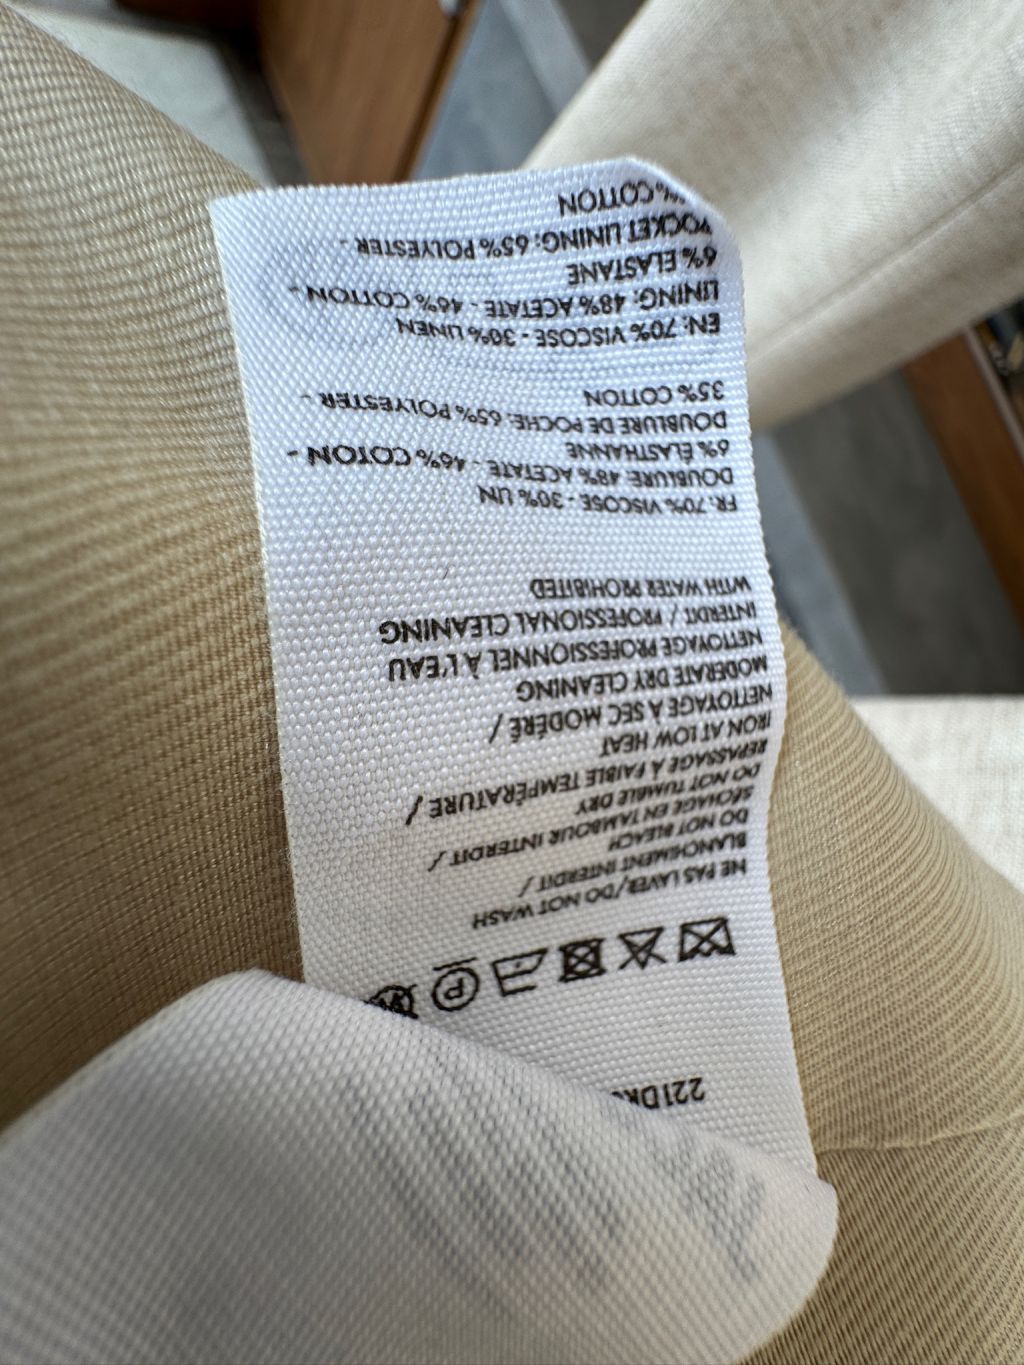 221DR
NE PAS LAVER/DO NOT WASH
BLANCHIMENT INTERDIT /
DO NOT BLEACH
SÉCHAGE EN TAMBOUR INTERDIT /
DO NOT TUMBLE DRY
REPASSAGE À FAIBLE TEMPÉRATURE /
IRON AT LOW HEAT
NETTOYAGE À SEC MODÉRÉ /
MODERATE DRY CLEANING
NETTOYAGE PROFESSIONNEL À L'EAU
INTERDIT / PROFESSIONAL CLEANING
WITH WATER PROHIBITED
FR: 70% VISCOSE - 30% LIN
DOUBLURE: 48% ACETATE - 46% COTON -
6% ÉLASTHANNE
DOUBLURE DE POCHE: 65% POLYESTER -
35% COTTON
EN: 70% VISCOSE - 30% LINEN
LINING: 48% ACETATE - 46% COTTON -
6% ELASTANE
POCKET LINING: 65% POLYESTER -
% COTTON